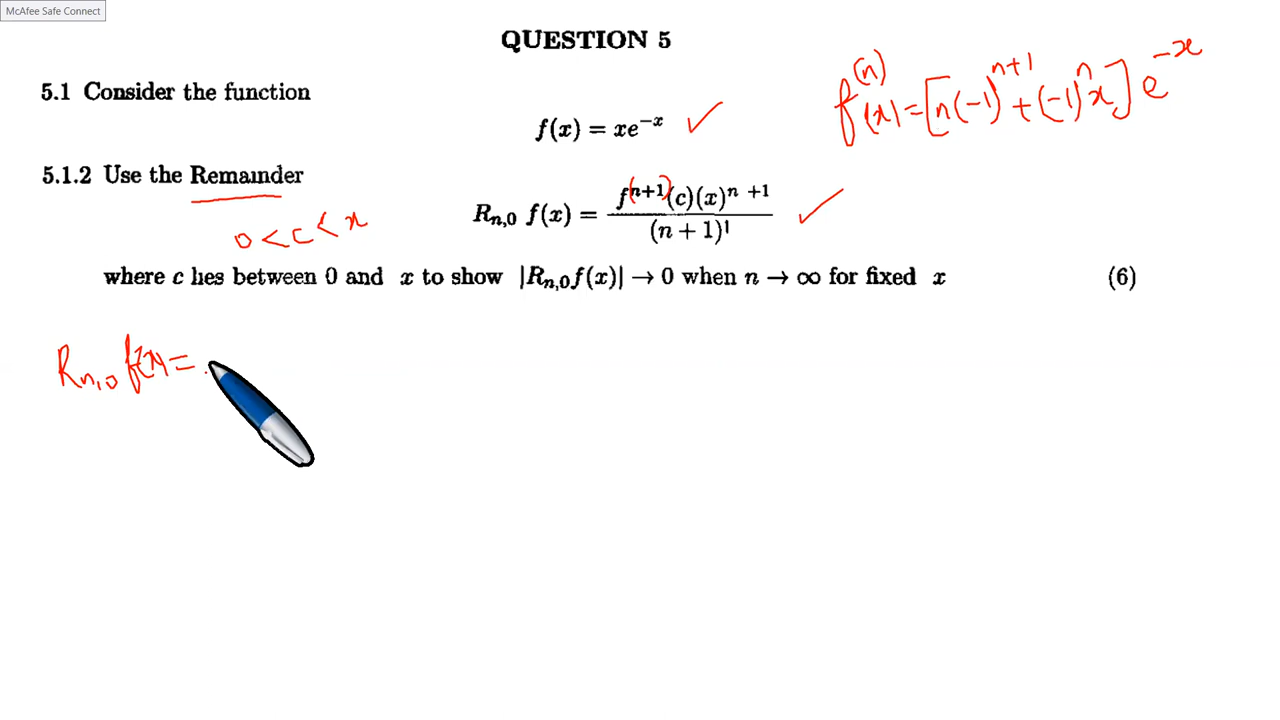 McAfee Safe Connect
QUESTION 5
5.1 Consider the function
f(x) = xe^{-x} ✓
f^{(n)}(x) = [n(-1)^{n+1} + (-1)^n x] e^{-x}
5.1.2 Use the Remainder
R_{n,0} f(x) = \frac{f^{(n+1)}(c)(x)^{n+1}}{(n+1)!} ✓
0 < c < x
where c lies between 0 and x to show |R_{n,0}f(x)| → 0 when n → ∞ for fixed x (6)
R_{n,0} f(x) =